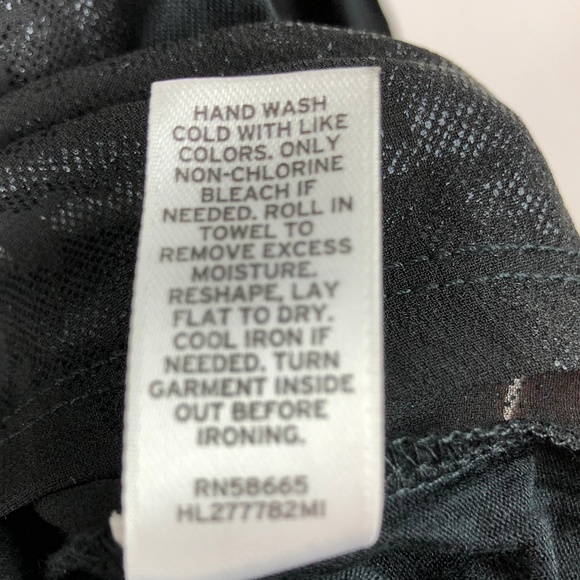 HAND WASH
COLD WITH LIKE
COLORS. ONLY
NON-CHLORINE
BLEACH IF
NEEDED. ROLL IN
TOWEL TO
REMOVE EXCESS
MOISTURE.
RESHAPE, LAY
FLAT TO DRY.
COOL IRON IF
NEEDED. TURN
GARMENT INSIDE
OUT BEFORE
IRONING.
RN58665
HL277782MI